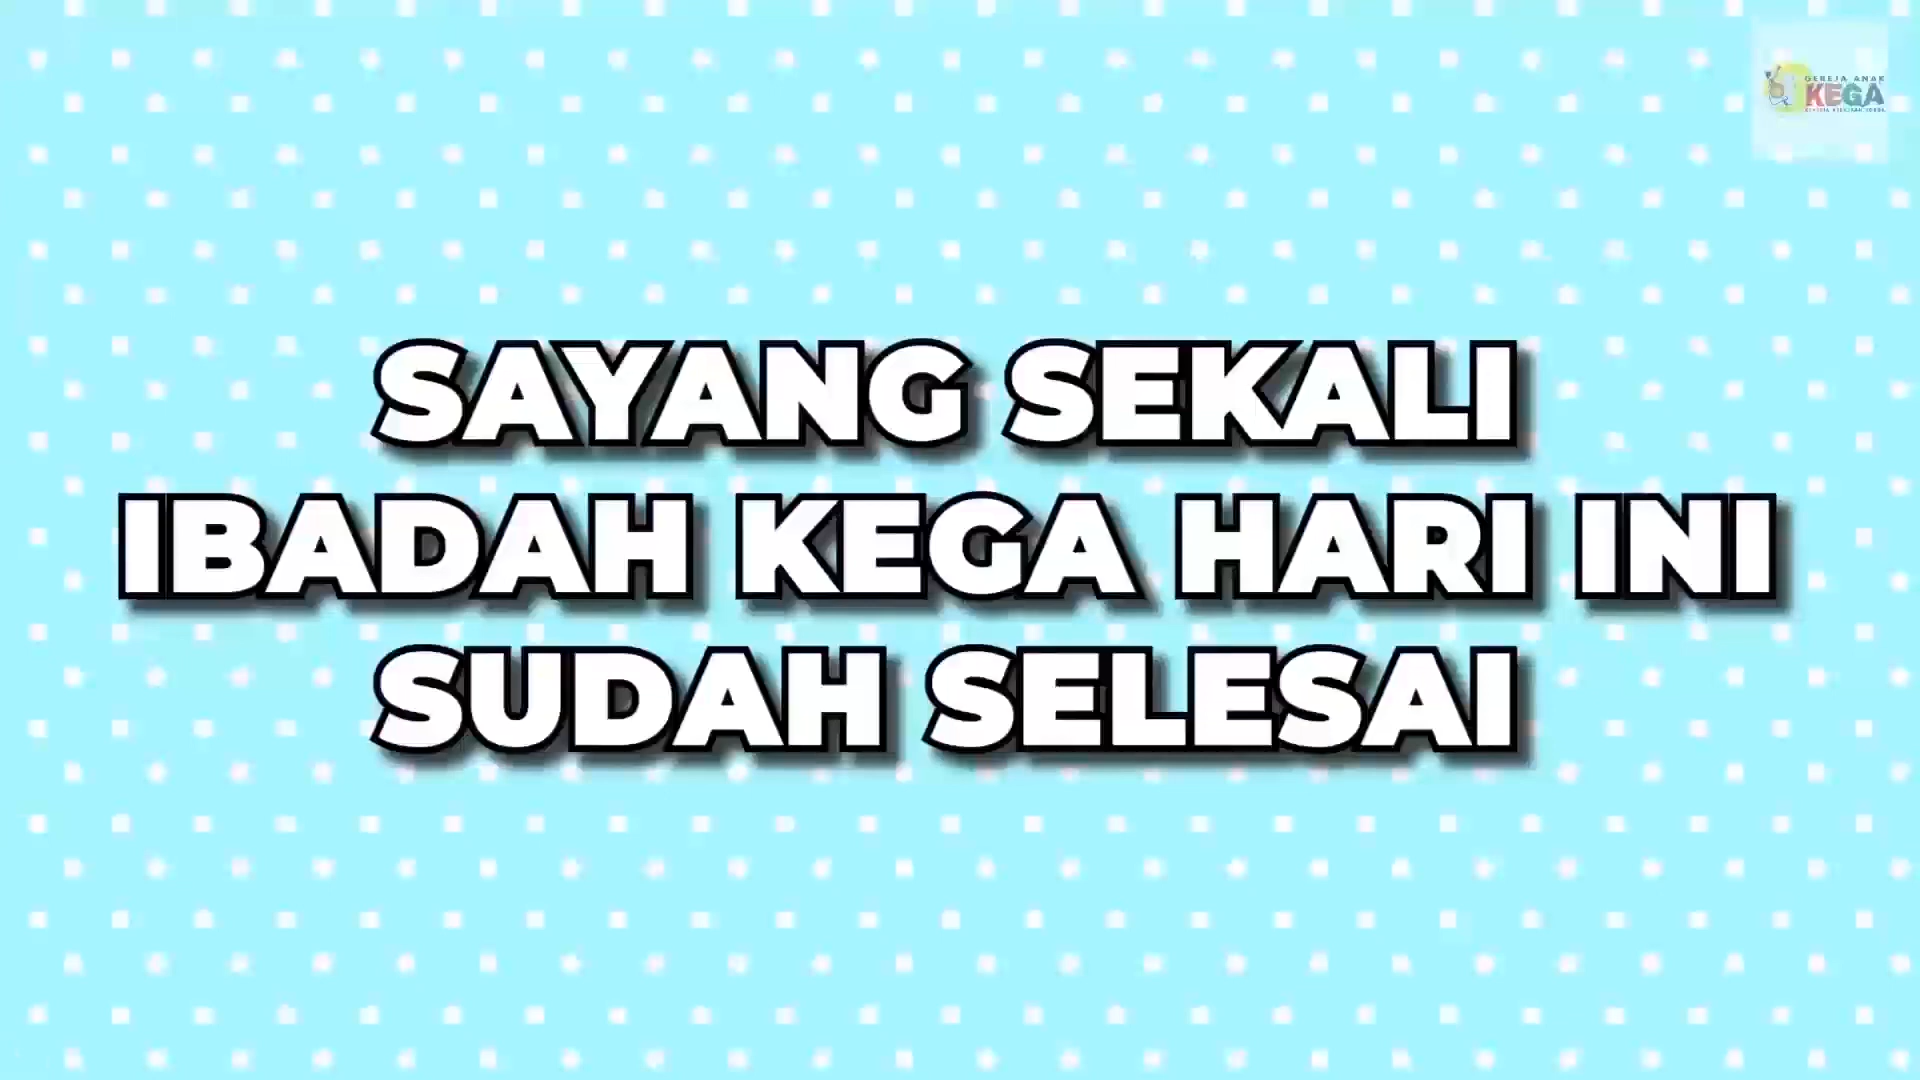 GEREJA ANAK
KEGA
SAYANG SEKALI
IBADAH KEGA HARI INI
SUDAH SELESAI